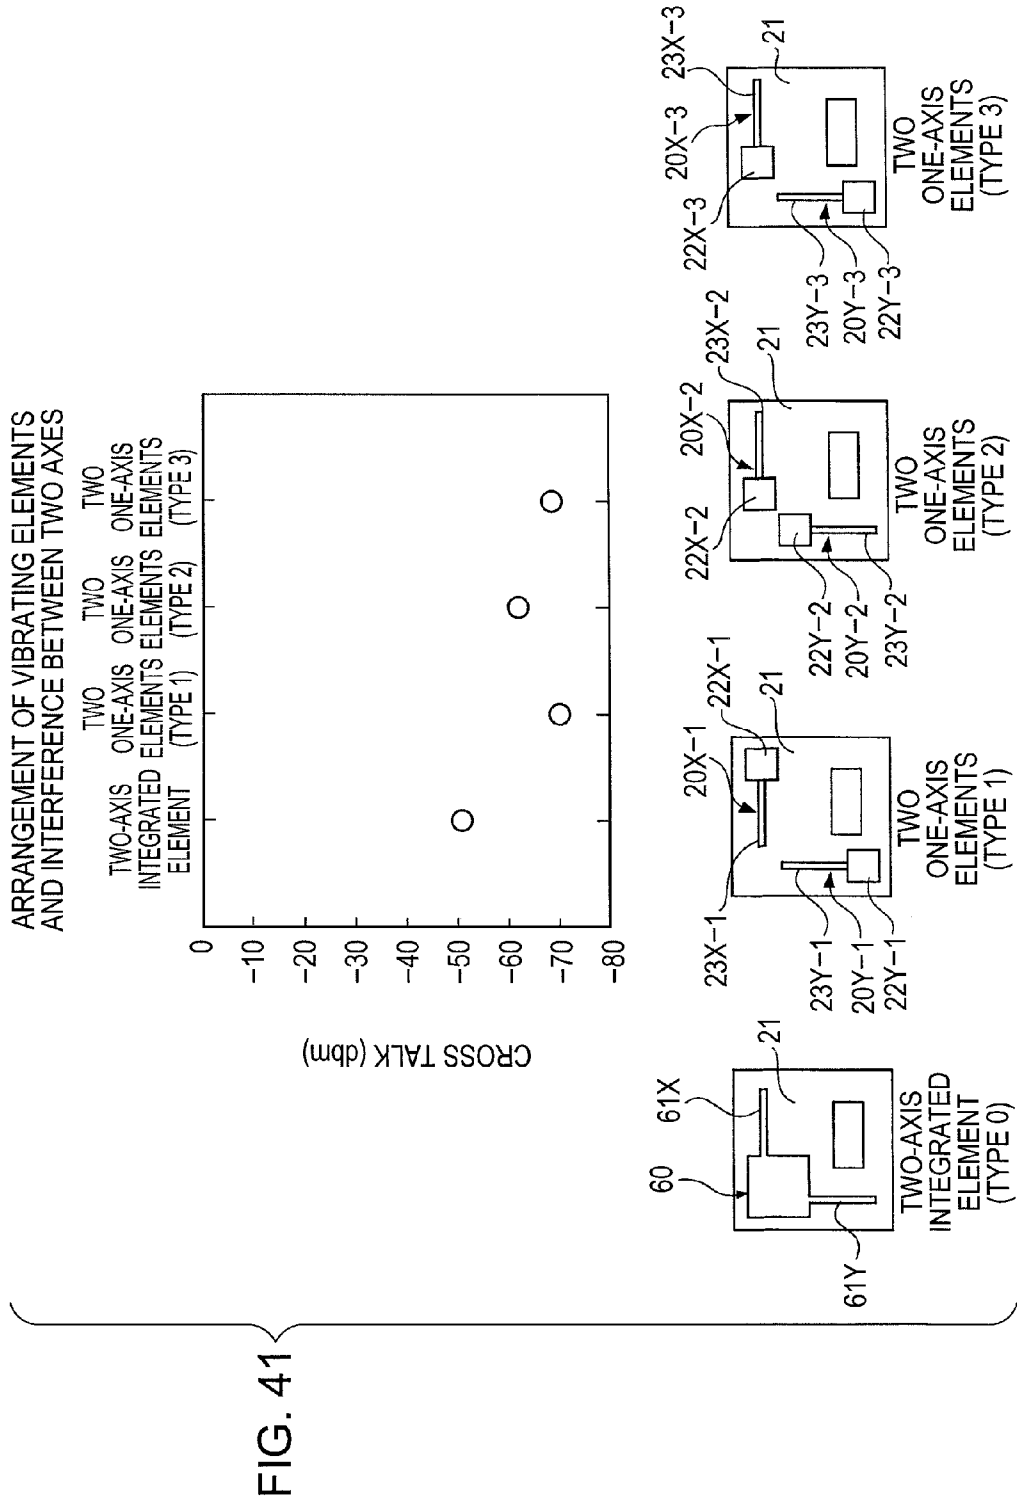 FIG. 41
ARRANGEMENT OF VIBRATING ELEMENTS
AND INTERFERENCE BETWEEN TWO AXES
TWO-AXIS
INTEGRATED
ELEMENT
TWO
ONE-AXIS
ELEMENTS
(TYPE 1)
TWO
ONE-AXIS
ELEMENTS
(TYPE 2)
TWO
ONE-AXIS
ELEMENTS
(TYPE 3)
CROSS TALK (dbm)
0
-10
-20
-30
-40
-50
-60
-70
-80
60
61X
21
61Y
TWO-AXIS
INTEGRATED
ELEMENT
(TYPE 0)
23X-1
20X-1
22X-1
21
23Y-1
20Y-1
22Y-1
TWO
ONE-AXIS
ELEMENTS
(TYPE 1)
22X-2
20X-2
23X-2
21
22Y-2
20Y-2
23Y-2
TWO
ONE-AXIS
ELEMENTS
(TYPE 2)
22X-3
20X-3
23X-3
21
23Y-3
20Y-3
22Y-3
TWO
ONE-AXIS
ELEMENTS
(TYPE 3)